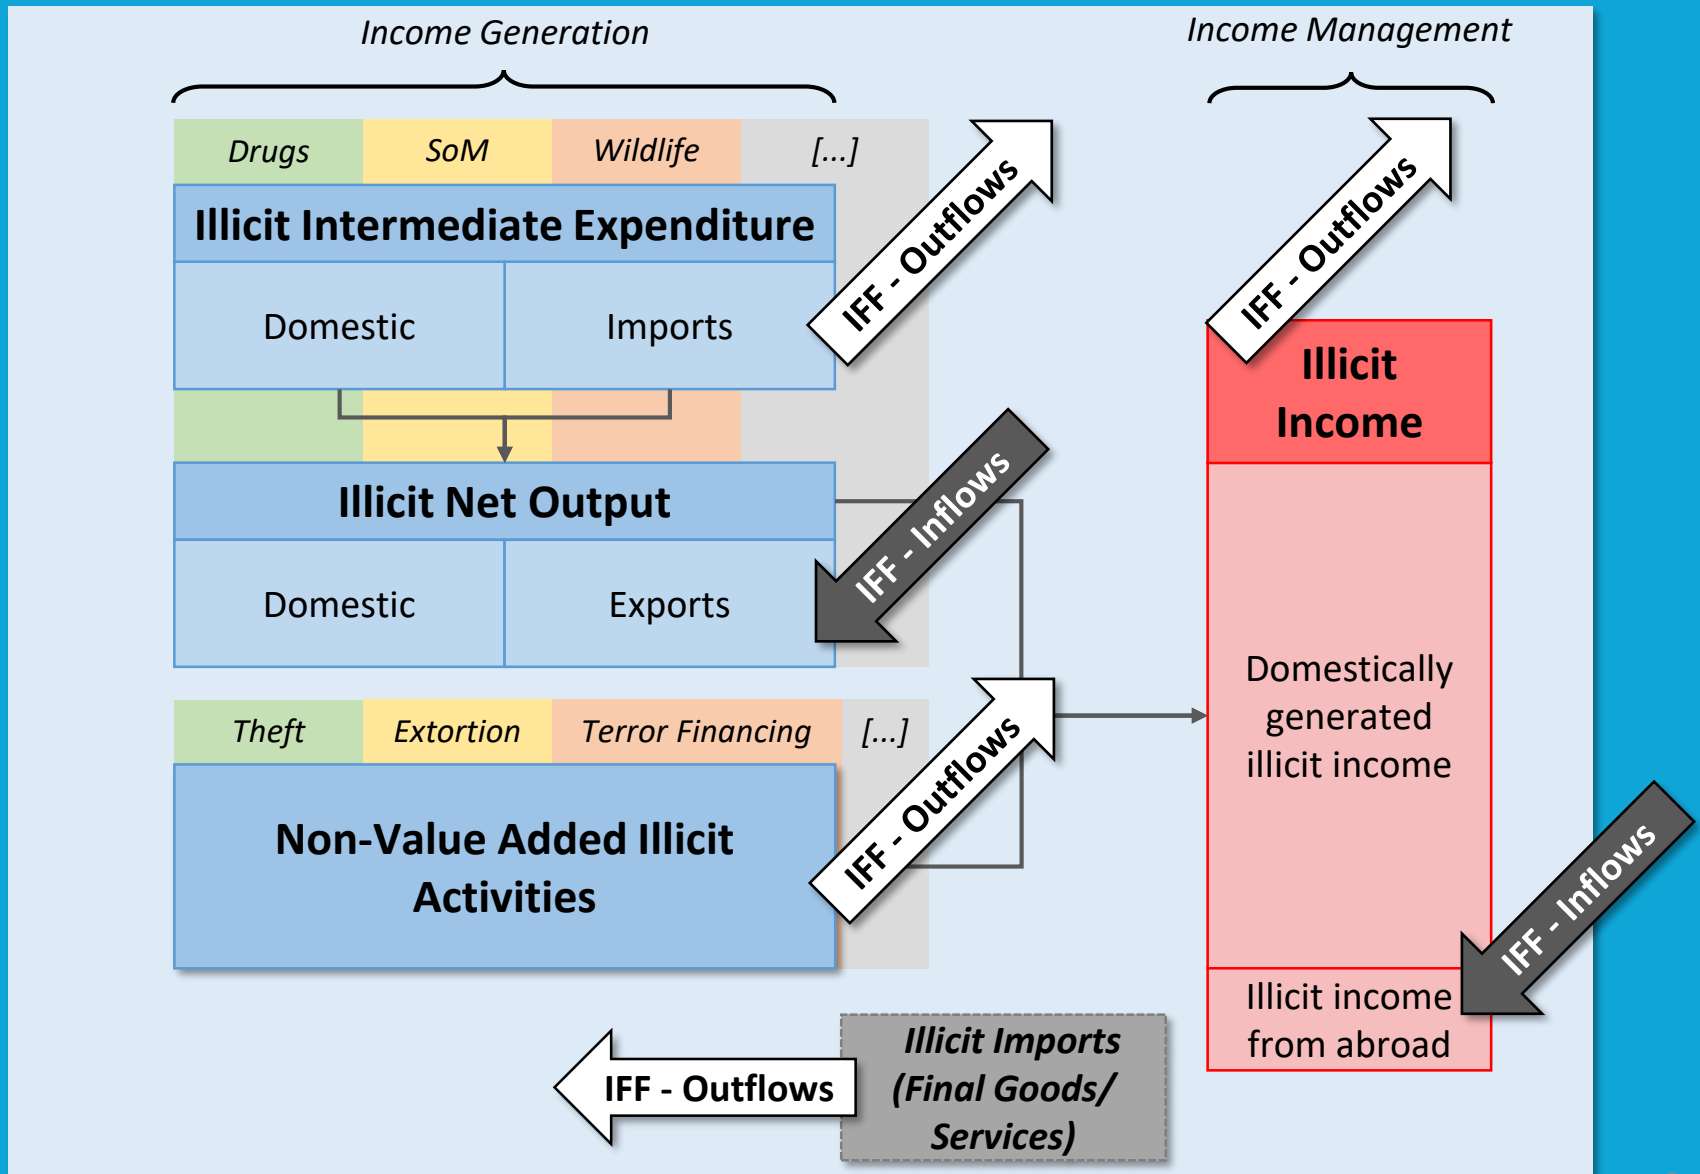 Income Generation
Income Management
Drugs
SoM
Wildlife
[...]
Illicit Intermediate Expenditure
Domestic
Imports
IFF - Outflows
IFF - Outflows
Illicit
Income
Illicit Net Output
Domestic
Exports
IFF - Inflows
Domestically
generated
illicit income
Theft
Extortion
Terror Financing
[...]
Non-Value Added Illicit
Activities
IFF - Outflows
IFF - Inflows
Illicit income
from abroad
IFF - Outflows
Illicit Imports
(Final Goods/
Services)